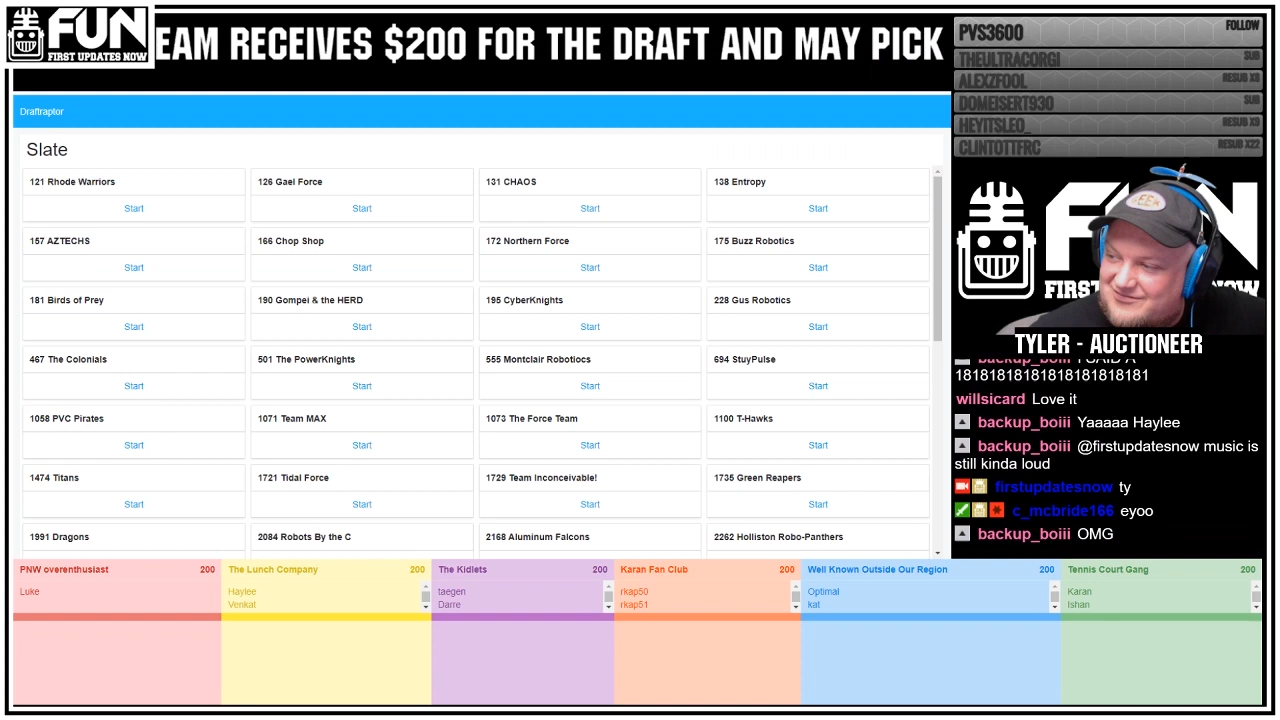 FUN
FIRST UPDATES NOW
EAM RECEIVES $200 FOR THE DRAFT AND MAY PICK
PVS3600 FOLLOW
THEULTRACORGI SUB
ALEXZFOOL RESUB X8
DOMEISERT930 SUB
HEYITSLEO_ RESUB X9
CLINTOTTFRC RESUB X22
Draftraptor
Slate
121 Rhode Warriors 126 Gael Force 131 CHAOS 138 Entropy
Start Start Start Start
157 AZTECHS 166 Chop Shop 172 Northern Force 175 Buzz Robotics
Start Start Start Start
181 Birds of Prey 190 Gompei & the HERD 195 CyberKnights 228 Gus Robotics
Start Start Start Start
467 The Colonials 501 The PowerKnights 555 Montclair Robotiocs 694 StuyPulse
Start Start Start Start
1058 PVC Pirates 1071 Team MAX 1073 The Force Team 1100 T-Hawks
Start Start Start Start
1474 Titans 1721 Tidal Force 1729 Team Inconceivable! 1735 Green Reapers
Start Start Start Start
1991 Dragons 2084 Robots By the C 2168 Aluminum Falcons 2262 Holliston Robo-Panthers
TYLER - AUCTIONEER
backup_boiii I SAID A
18181818181818181818181
willsicard Love it
backup_boiii Yaaaaa Haylee
backup_boiii @firstupdatesnow music is
still kinda loud
firstupdatesnow ty
c_mcbride166 eyoo
backup_boiii OMG
PNW overenthusiast 200 The Lunch Company 200 The Kidlets 200 Karan Fan Club 200 Well Known Outside Our Region 200 Tennis Court Gang 200
Luke Haylee taegen rkap50 Optimal Karan
Venkat Darre rkap51 kat Ishan